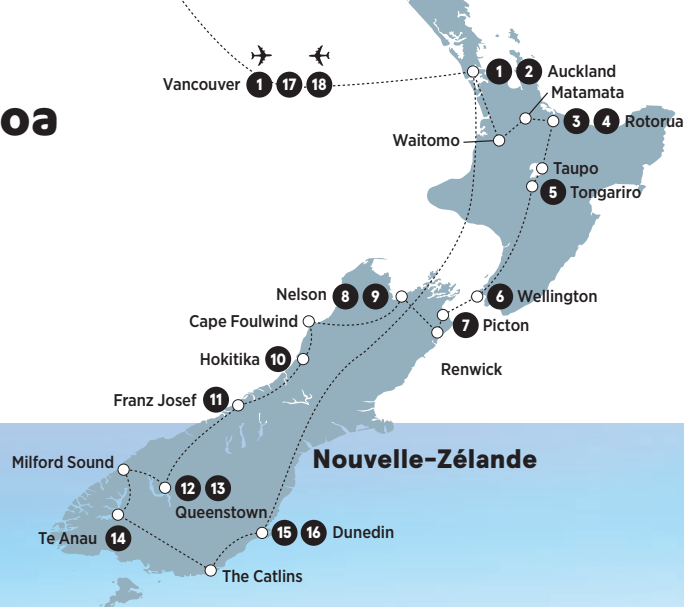 Vancouver 1 17 18
1 2 Auckland
Matamata
oa
3 4 Rotorua
Waitomo
Taupo
5 Tongariro
Nelson 8 9
6 Wellington
Cape Foulwind
7 Picton
Hokitika 10
Renwick
Franz Josef 11
Nouvelle-Zélande
Milford Sound
12 13
Queenstown
Te Anau 14
15 16 Dunedin
The Catlins